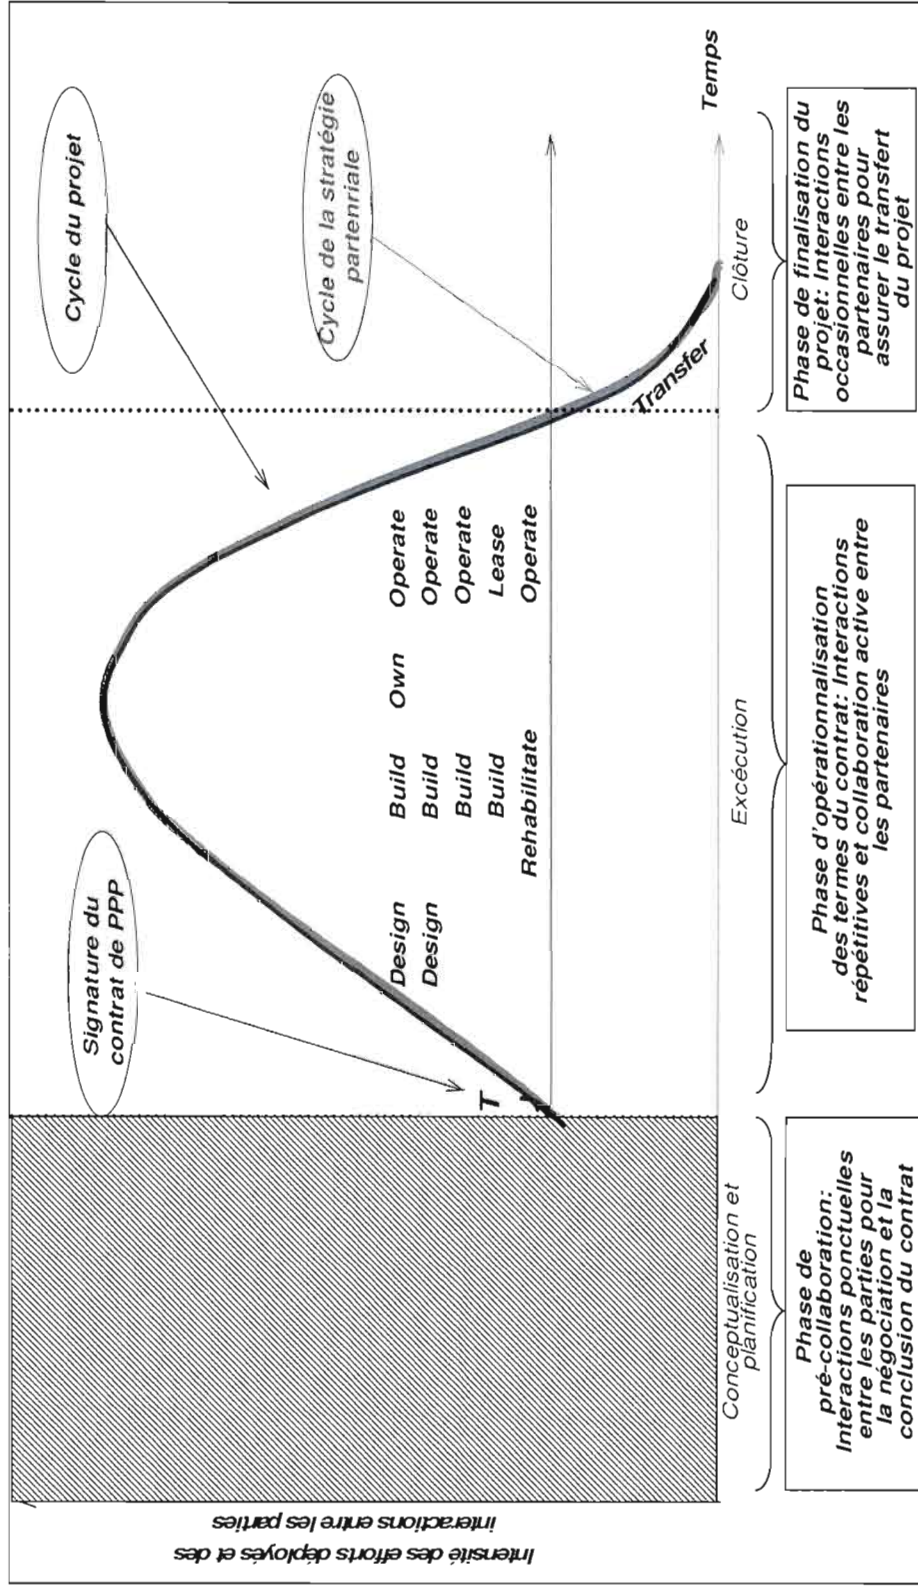 Intensité des efforts déployés et des
interactions entre les parties
Signature du
contrat de PPP
Cycle du projet
Cycle de la stratégie
partenriale
T
Design Build Own Operate
Design Build Operate
Build Operate
Build Lease
Rehabilitate Operate
Transfer
Temps
Conceptualisation et
planification
Excécution
Clôture
Phase de
pré-collaboration:
Interactions ponctuelles
entre les parties pour
la négociation et la
conclusion du contrat
Phase d'opérationnalisation
des termes du contrat: Interactions
répétitives et collaboration active entre
les partenaires
Phase de finalisation du
projet: Interactions
occasionnelles entre les
partenaires pour
assurer le transfert
du projet